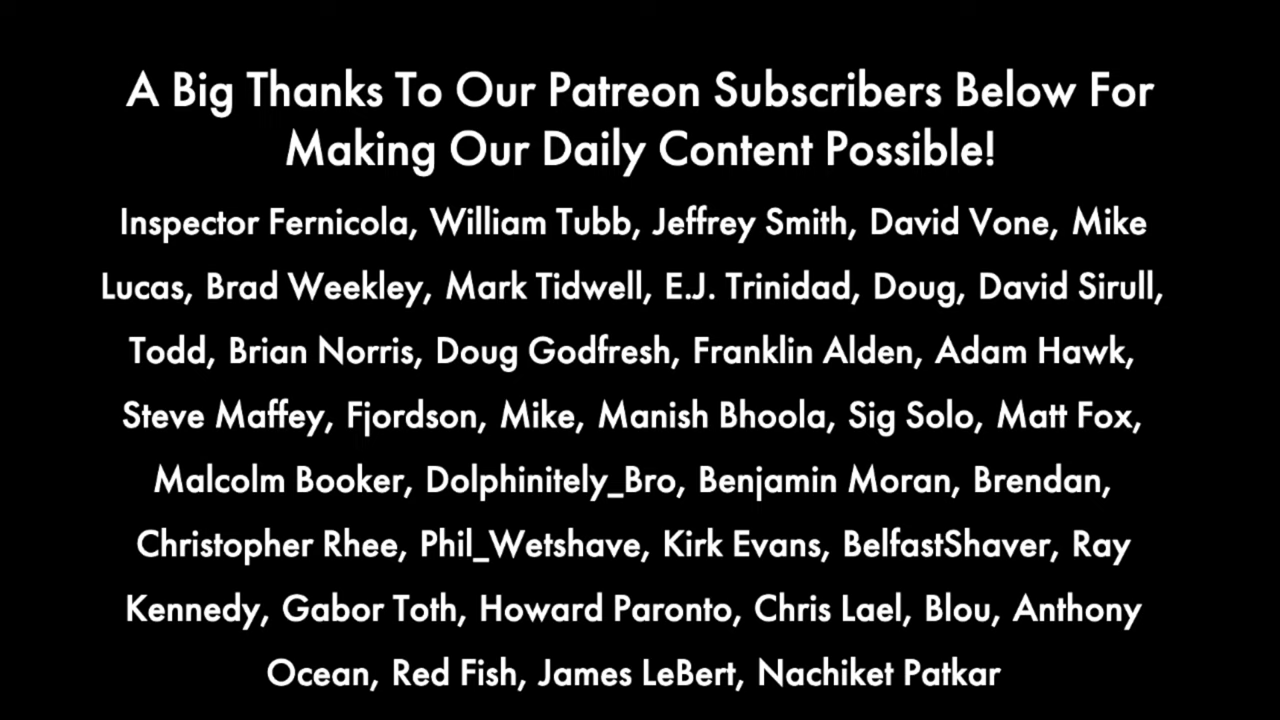 A Big Thanks To Our Patreon Subscribers Below For
Making Our Daily Content Possible!
Inspector Fernicola, William Tubb, Jeffrey Smith, David Vone, Mike
Lucas, Brad Weekley, Mark Tidwell, E.J. Trinidad, Doug, David Sirull,
Todd, Brian Norris, Doug Godfresh, Franklin Alden, Adam Hawk,
Steve Maffey, Fjordson, Mike, Manish Bhoola, Sig Solo, Matt Fox,
Malcolm Booker, Dolphinitely_Bro, Benjamin Moran, Brendan,
Christopher Rhee, Phil_Wetshave, Kirk Evans, BelfastShaver, Ray
Kennedy, Gabor Toth, Howard Paronto, Chris Lael, Blou, Anthony
Ocean, Red Fish, James LeBert, Nachiket Patkar